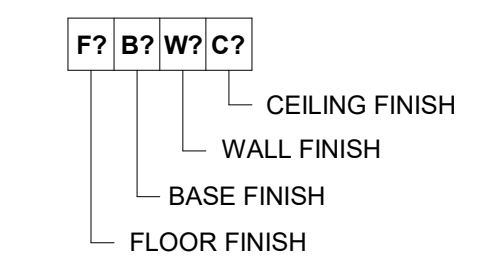 F? B? W? C?
CEILING FINISH
WALL FINISH
BASE FINISH
FLOOR FINISH